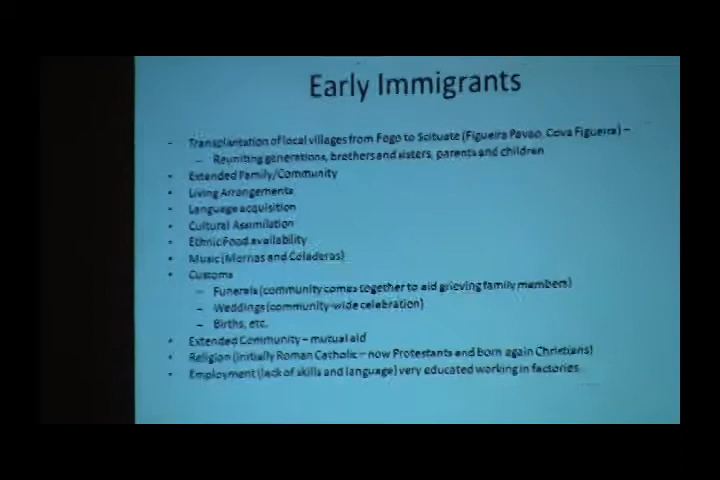 Early Immigrants
- Transplantation of local villages from Fogo to Scituate (Figueira Pavao, Cova Figueira) –
– Reuniting generations, brothers and sisters, parents and children
• Extended Family/Community
• Living Arrangements
• Language acquisition
• Cultural Assimilation
• Ethnic Food availability
• Music (Mornas and Coladeras)
• Customs
– Funerals (community comes together to aid grieving family members)
– Weddings (community-wide celebration)
– Births, etc.
• Extended Community – mutual aid
• Religion (initially Roman Catholic – now Protestants and born again Christians)
• Employment (lack of skills and language) very educated working in factories